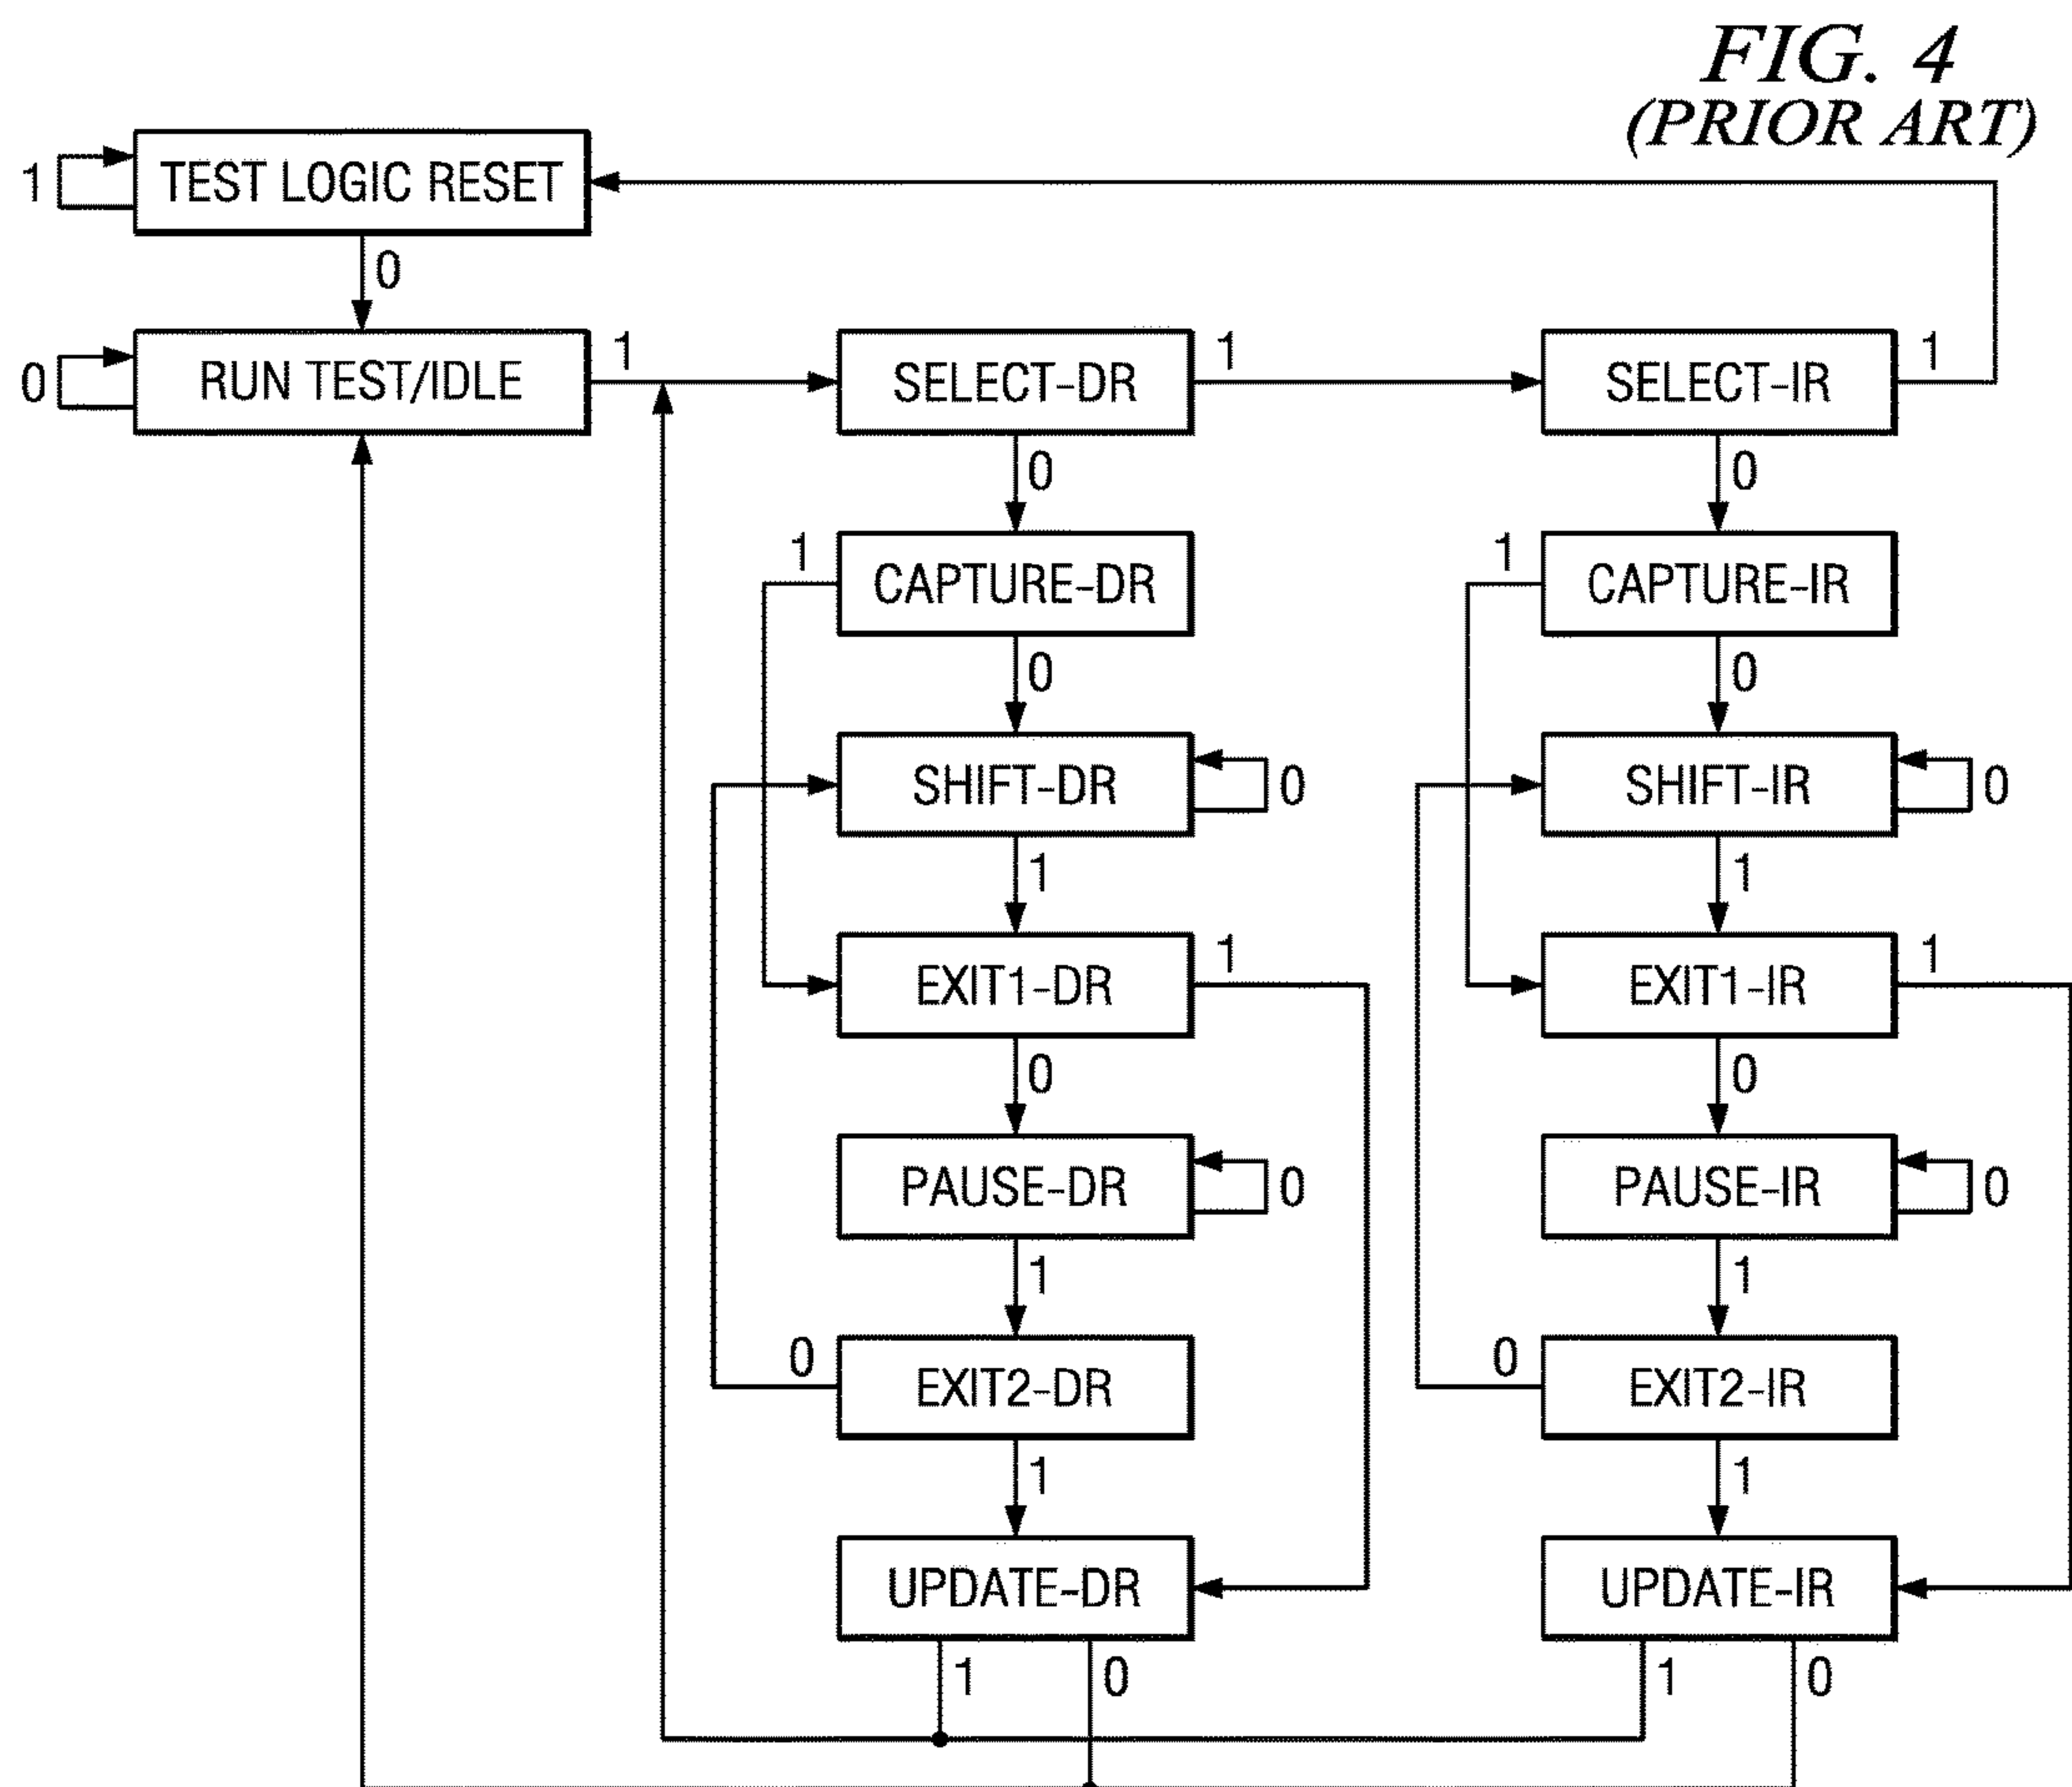 FIG. 4
(PRIOR ART)
1
TEST LOGIC RESET
0
0
RUN TEST/IDLE
1
SELECT-DR
1
SELECT-IR
1
0
0
1
CAPTURE-DR
1
CAPTURE-IR
0
0
SHIFT-DR
0
SHIFT-IR
0
1
1
EXIT1-DR
1
EXIT1-IR
1
0
0
PAUSE-DR
0
PAUSE-IR
0
1
1
0
EXIT2-DR
0
EXIT2-IR
1
1
UPDATE-DR
UPDATE-IR
1
0
1
0